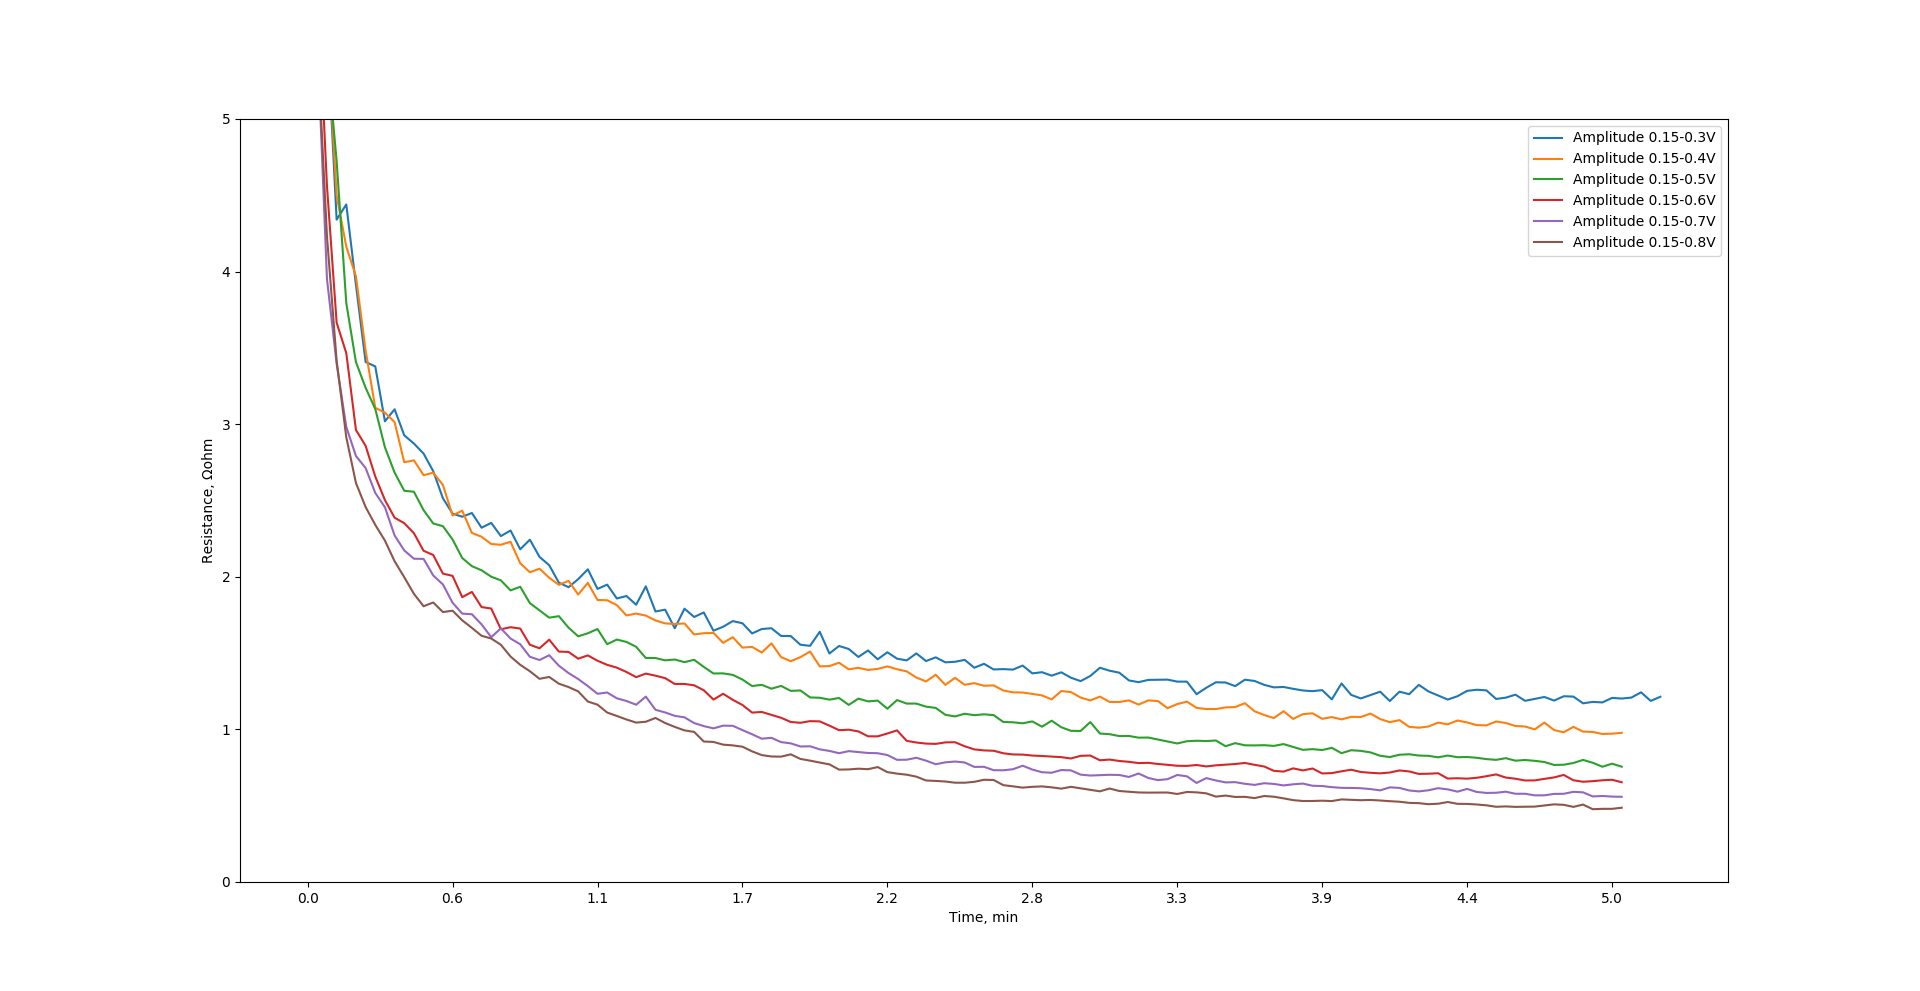 5
4
3
2
1
0
Resistance, Ωohm
Amplitude 0.15-0.3V
Amplitude 0.15-0.4V
Amplitude 0.15-0.5V
Amplitude 0.15-0.6V
Amplitude 0.15-0.7V
Amplitude 0.15-0.8V
0.0 0.6 1.1 1.7 2.2 2.8 3.3 3.9 4.4 5.0
Time, min